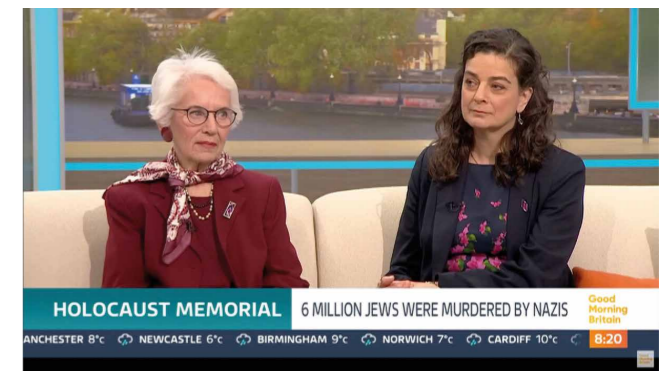 HOLOCAUST MEMORIAL
6 MILLION JEWS WERE MURDERED BY NAZIS
Good
Morning
Britain
ANCHESTER 8°c NEWCASTLE 6°c BIRMINGHAM 9°c NORWICH 7°c CARDIFF 10°c
8:20